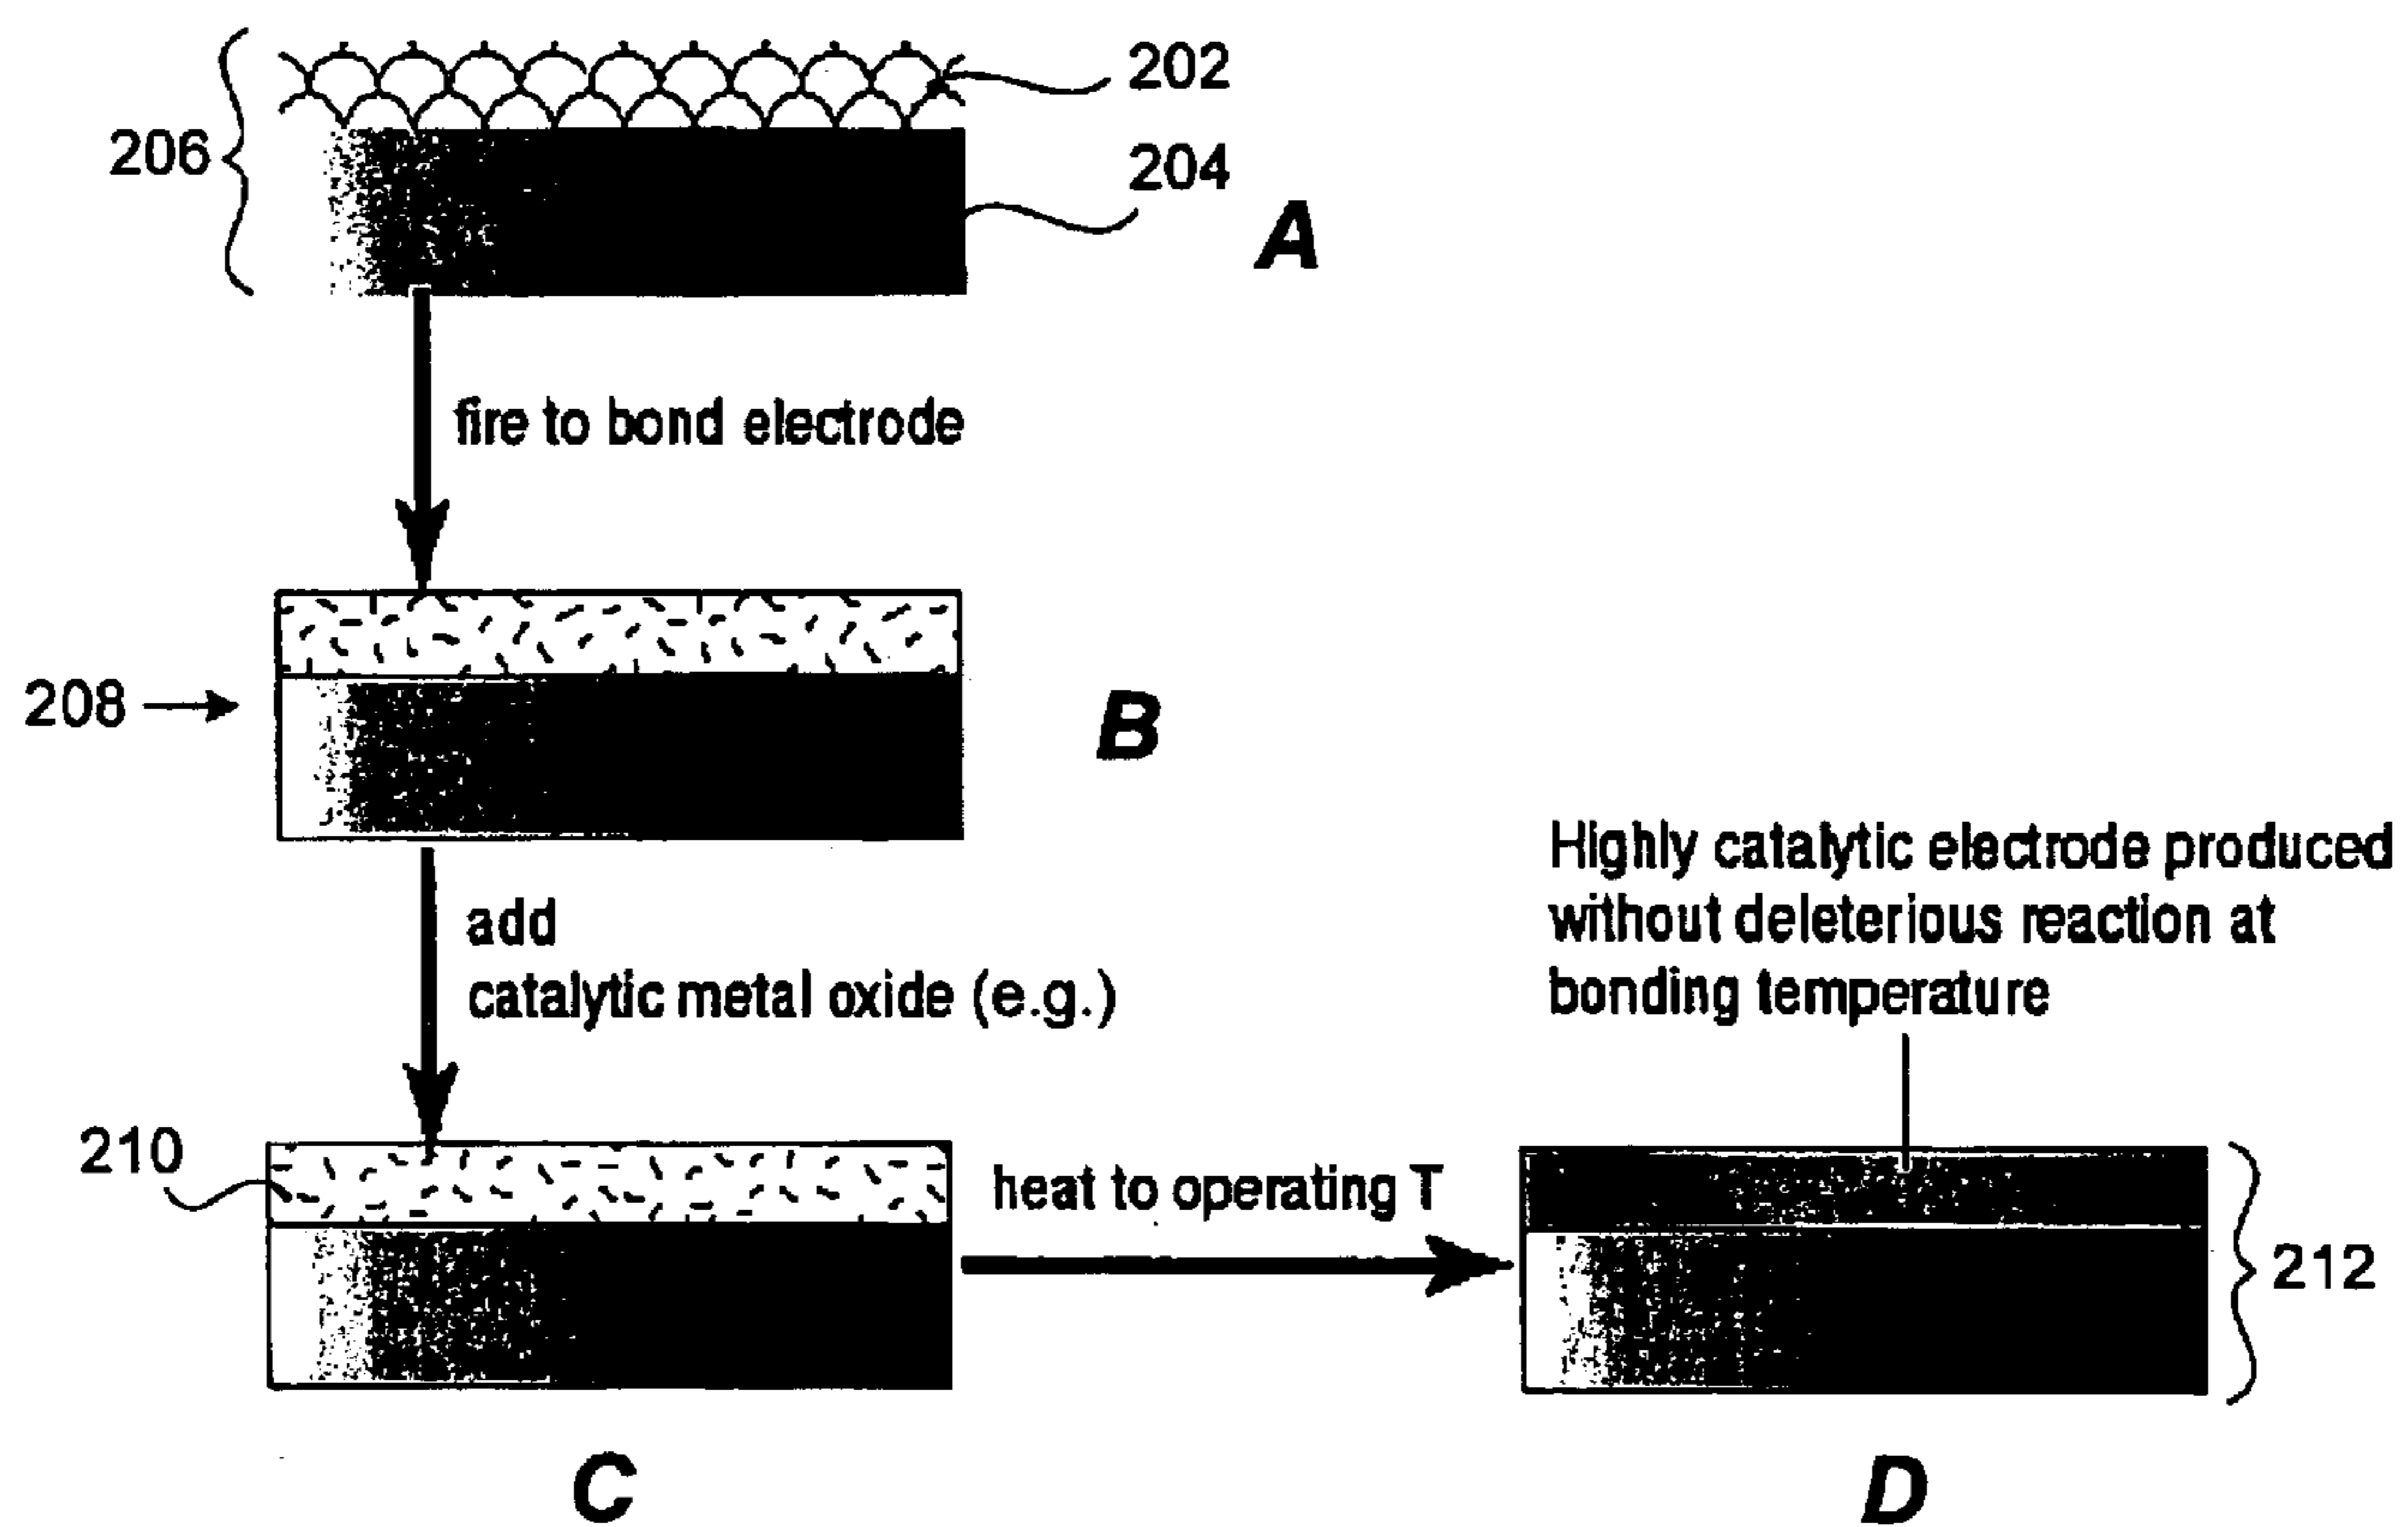 202
206
204
A
fire to bond electrode
208
B
add
catalytic metal oxide (e.g.)
Highly catalytic electrode produced
without deleterious reaction at
bonding temperature
210
heat to operating T
212
C
D